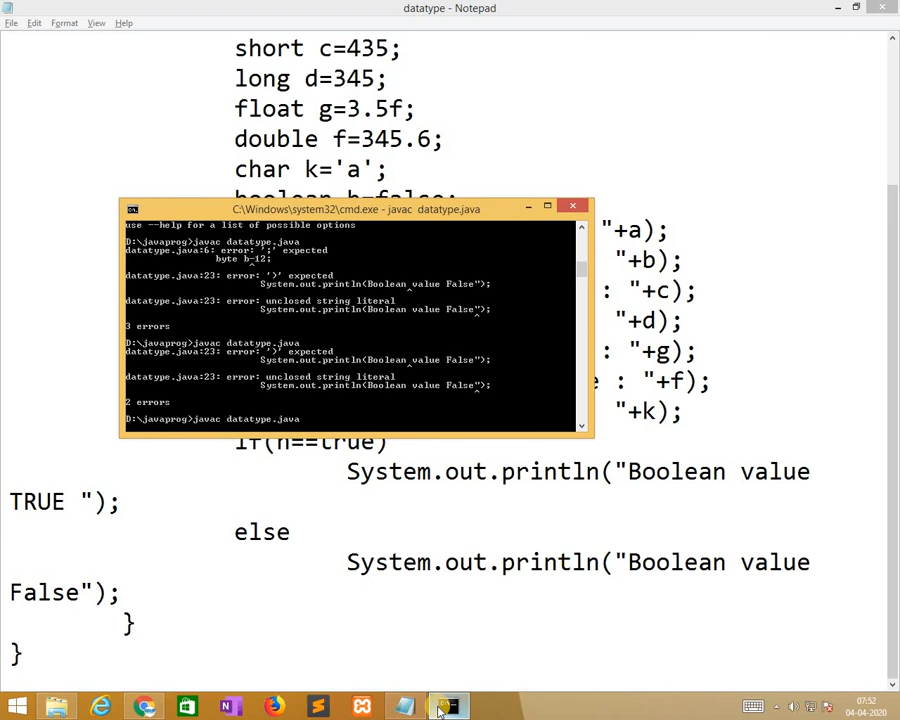 datatype - Notepad
File Edit Format View Help
short c=435;
long d=345;
float g=3.5f;
double f=345.6;
char k='a';
"+a);
"+b);
: "+c);
"+d);
: "+g);
: "+f);
"+k);
System.out.println("Boolean value
TRUE ");
else
System.out.println("Boolean value
False");
}
}
C:\Windows\system32\cmd.exe - javac datatype.java
use --help for a list of possible options
D:\javaprog>javac datatype.java
datatype.java:6: error: ';' expected
byte b-12;
^
datatype.java:23: error: ')' expected
System.out.println(Boolean value False");
^
datatype.java:23: error: unclosed string literal
System.out.println(Boolean value False");
^
3 errors
D:\javaprog>javac datatype.java
datatype.java:23: error: ')' expected
System.out.println(Boolean value False");
^
datatype.java:23: error: unclosed string literal
System.out.println(Boolean value False");
^
2 errors
D:\javaprog>javac datatype.java
07:52
04-04-2020